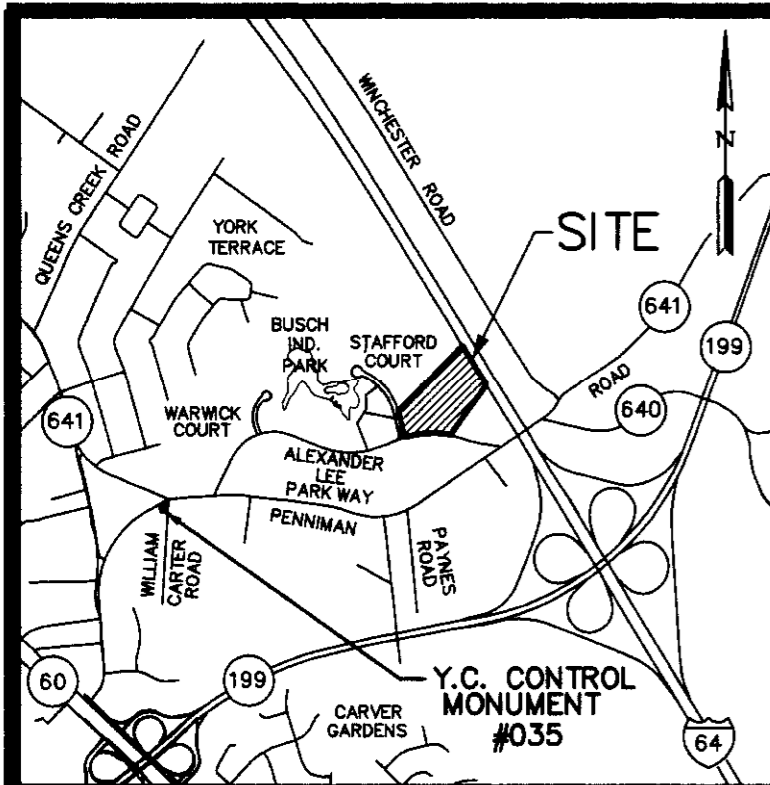 WINCHESTER ROAD
N
QUEENS CREEK ROAD
YORK
TERRACE
SITE
641
199
BUSCH
IND.
PARK
STAFFORD
COURT
ROAD
640
641
WARWICK
COURT
ALEXANDER
LEE
PARK WAY
PENNIMAN
WILLIAM
CARTER
ROAD
PAYNES
ROAD
60
199
Y.C. CONTROL
MONUMENT
#035
CARVER
GARDENS
64